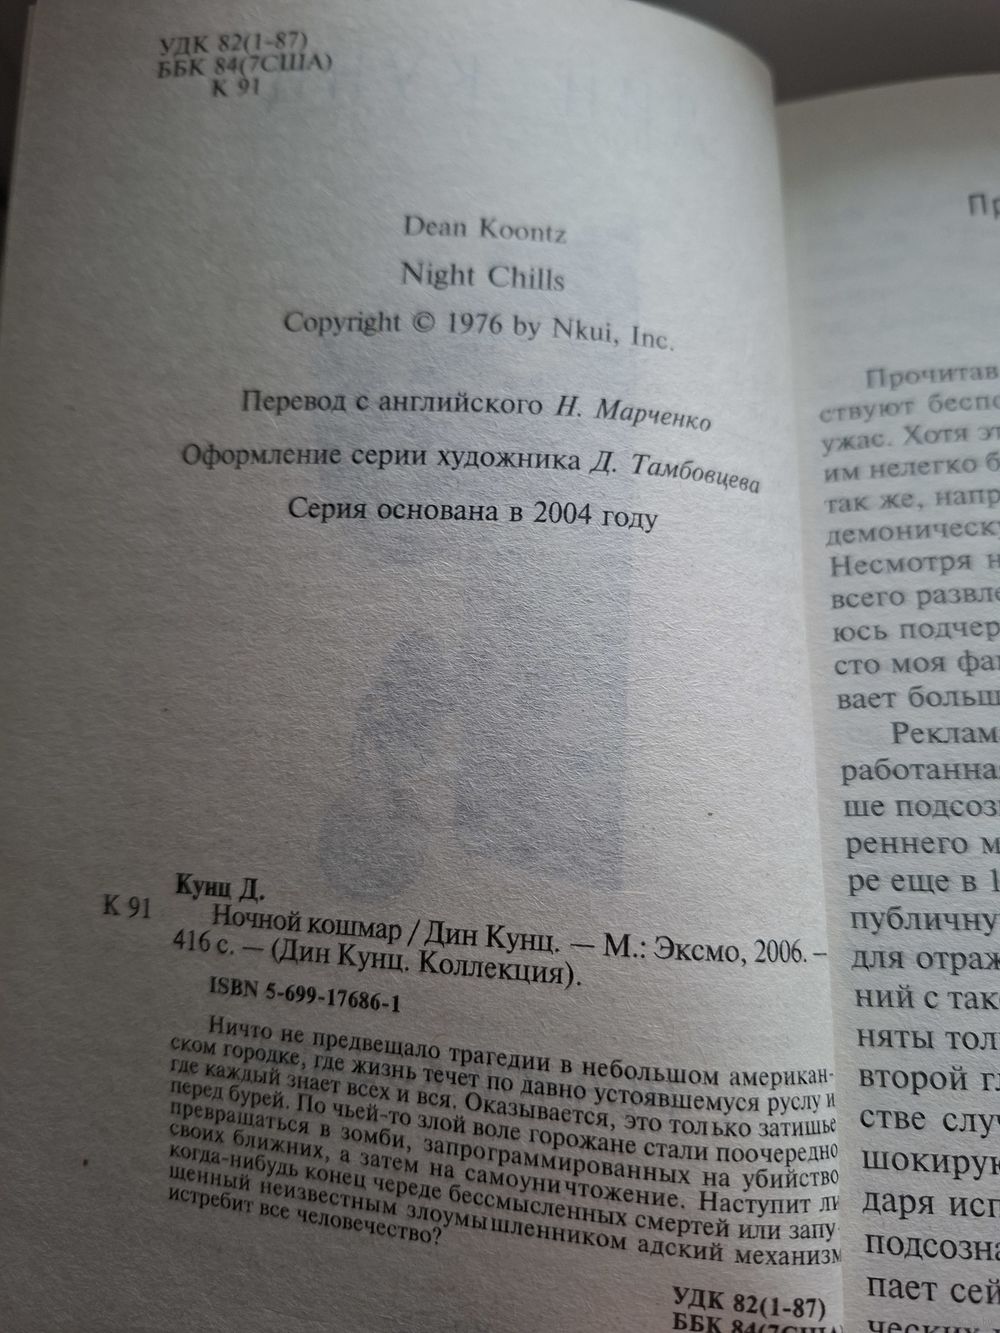 УДК 82(1-87)
ББК 84(7США)
К 91
Dean Koontz
Night Chills
Copyright © 1976 by Nkui, Inc.
Перевод с английского Н. Марченко
Оформление серии художника Д. Тамбовцева
Серия основана в 2004 году
Кунц Д.
К 91 Ночной кошмар / Дин Кунц. — М.: Эксмо, 2006. –
416 с. — (Дин Кунц. Коллекция).
ISBN 5-699-17686-1
Ничто не предвещало трагедии в небольшом американ-
ском городке, где жизнь течет по давно устоявшемуся руслу и
где каждый знает всех и вся. Оказывается, это только затишье
перед бурей. По чьей-то злой воле горожане стали поочередно
превращаться в зомби, запрограммированных на убийство
своих ближних, а затем на самоуничтожение. Наступит ли
когда-нибудь конец череде бессмысленных смертей или запу-
щенный неизвестным злоумышленником адский механизм
истребит все человечество?
УДК 82(1-87)
ББК 84(7США)
Пр
Прочитав
ствуют беспо
ужас. Хотя эт
им нелегко б
так же, напр
демоническу
Несмотря н
всего развле
юсь подчер
сто моя фан
вает больш
Реклам
работанна
ше подсоз
реннего м
ре еще в 1
публичну
для отраж
ний с так
няты тол
второй гл
стве случ
шокирую
даря исп
подсозна
пает сей
ческих